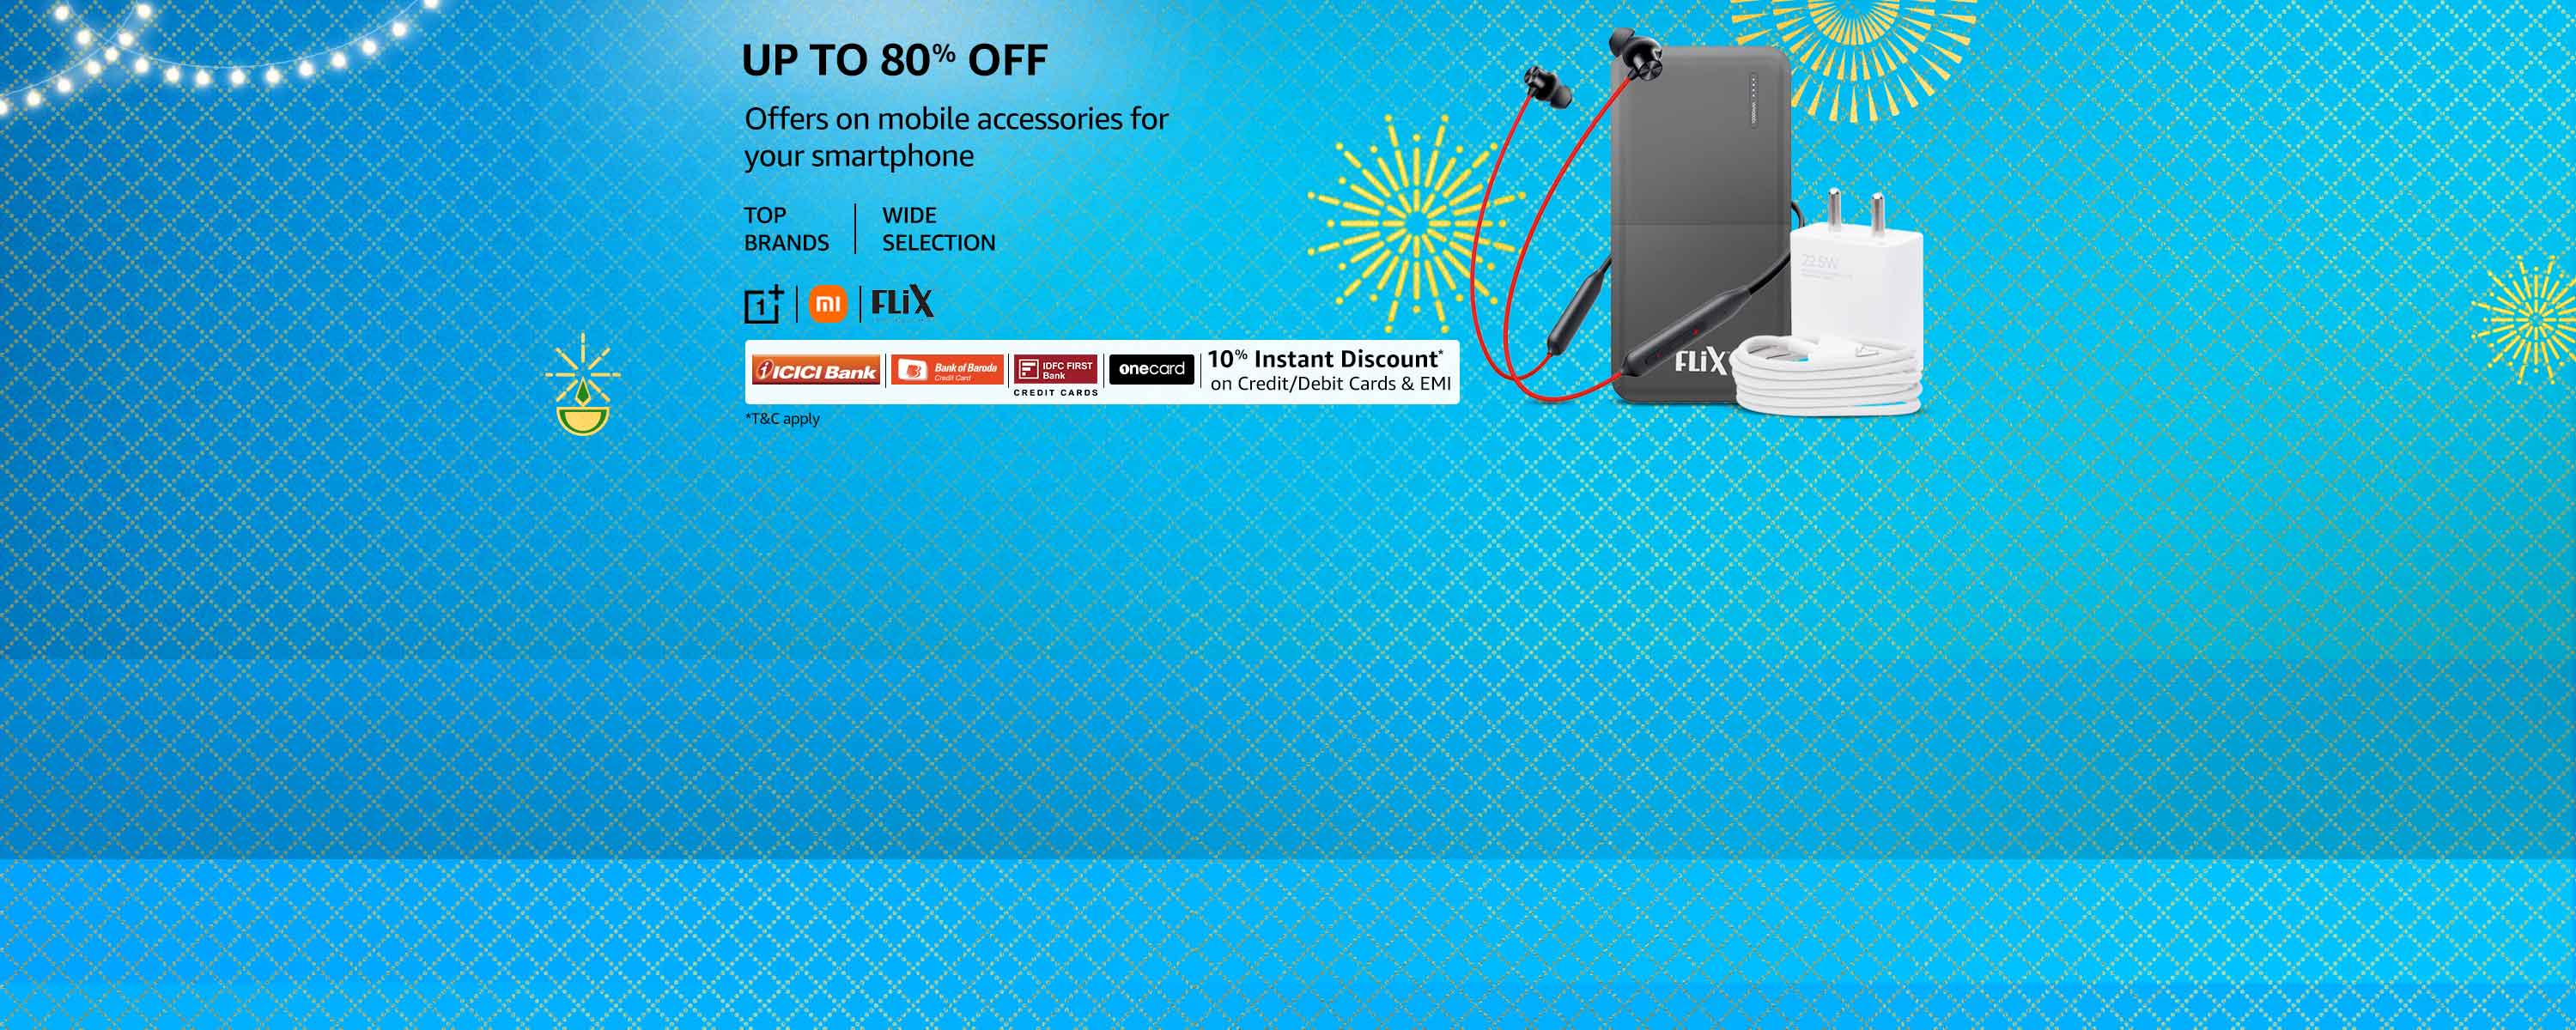 UP TO 80% OFF
Offers on mobile accessories for
your smartphone
TOP
BRANDS
WIDE
SELECTION
1+
mi
FLiX
ICICI Bank
Bank of Baroda
Credit Card
IDFC FIRST
Bank
CREDIT CARDS
onecard
10% Instant Discount*
on Credit/Debit Cards & EMI
*T&C apply
FLiX
22.5W